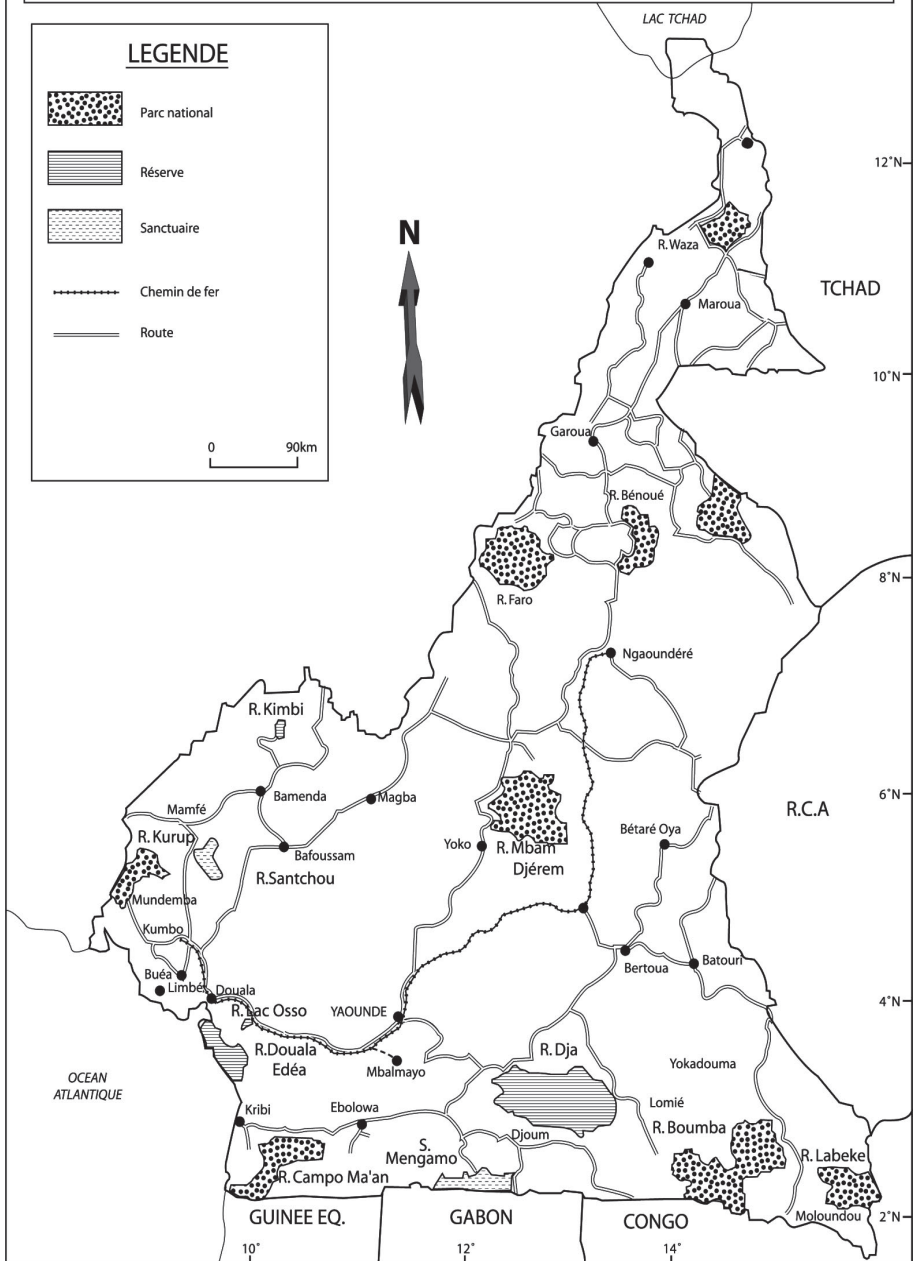 LAC TCHAD
LEGENDE
Parc national
Réserve
Sanctuaire
Chemin de fer
Route
0 90km
N
12°N
R. Waza
TCHAD
Maroua
10°N
Garoua
R. Bénoué
8°N
R. Faro
Ngaoundéré
R. Kimbi
6°N
Bamenda
Magba
R.C.A
Mamfé
Bétaré Oya
R. Kurup
Yoko
R. Mbam
Djérem
Bafoussam
R.Santchou
Mundemba
Kumbo
Bertoua
Batouri
Buéa
Limbé
Douala
4°N
R. Lac Osso
YAOUNDE
R.Douala
Edéa
R. Dja
Mbalmayo
Yokadouma
OCEAN
ATLANTIQUE
Kribi
Ebolowa
Lomié
Djoum
R. Boumba
S.
Mengamo
R. Labeke
R. Campo Ma'an
Moloundou
2°N
GUINEE EQ.
GABON
CONGO
10°
12°
14°